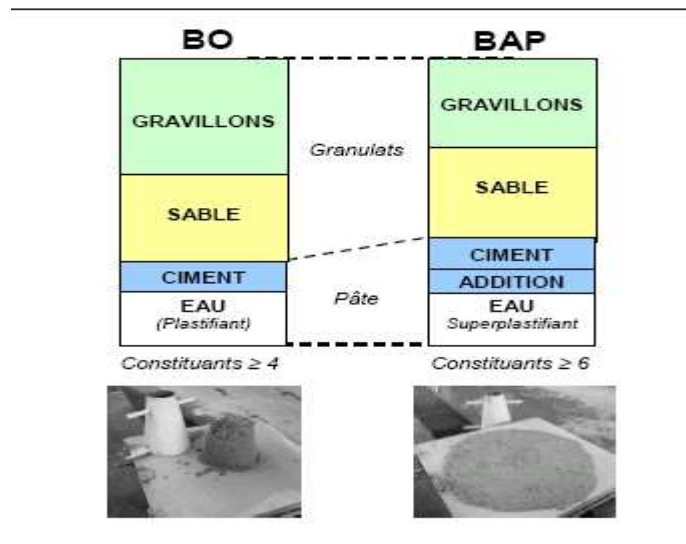 BO
BAP
GRAVILLONS
SABLE
CIMENT
EAU
(Plastifiant)
Granulats
Pâte
GRAVILLONS
SABLE
CIMENT
ADDITION
EAU
Superplastifiant
Constituants ≥ 4
Constituants ≥ 6